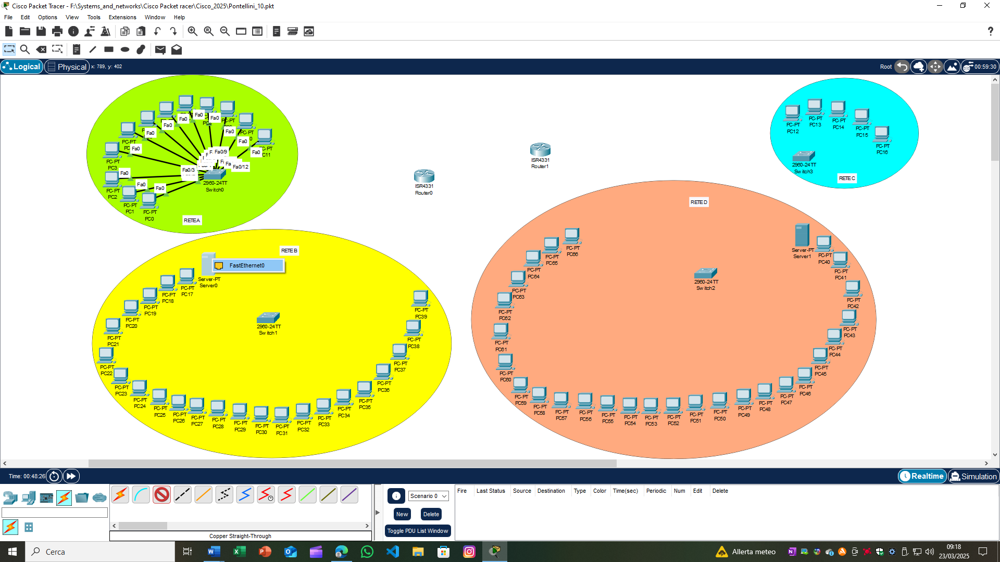 Cisco Packet Tracer - F:\Systems_and_networks\Cisco Packet racer\Cisco_2025\Pontellini_10.pkt
File Edit Options View Tools Extensions Window Help
Logical Physical x: 789, y: 402 Root 00:59:30
Fa0 Fa0 Fa0
Fa0 Fa0
Fa0 Fa0
Fa0
Fa0 Fa0
Fa0/9
Fa0/3 Fa0/12
Fa0
Fa0 Fa0
PC-PT
PC3
PC-PT
PC2
PC-PT
PC1
PC-PT
PC0
PC-PT
C11
2960-24TT
Switch0
RETE A
ISR4331
Router0
ISR4331
Router1
PC-PT
PC12
PC-PT
PC13
PC-PT
PC14
PC-PT
PC15
PC-PT
PC16
2960-24TT
Switch3
RETE C
RETE B
FastEthernet0
Server-PT
Server0
PC-PT
PC17
PC-PT
PC18
PC-PT
PC19
PC-PT
PC20
PC-PT
PC21
PC-PT
PC22
PC-PT
PC23
PC-PT
PC24
PC-PT
PC25
PC-PT
PC26
PC-PT
PC27
PC-PT
PC28
PC-PT
PC29
PC-PT
PC30
PC-PT
PC31
PC-PT
PC32
PC-PT
PC33
PC-PT
PC34
PC-PT
PC35
PC-PT
PC36
PC-PT
PC37
PC-PT
PC38
PC-PT
PC39
2960-24TT
Switch1
RETE D
Server-PT
Server1
PC-PT
PC40
PC-PT
PC41
PC-PT
PC42
PC-PT
PC43
PC-PT
PC44
PC-PT
PC45
PC-PT
PC46
PC-PT
PC47
PC-PT
PC48
PC-PT
PC49
PC-PT
PC50
PC-PT
PC51
PC-PT
PC52
PC-PT
PC53
PC-PT
PC54
PC-PT
PC55
PC-PT
PC56
PC-PT
PC57
PC-PT
PC58
PC-PT
PC59
PC-PT
PC60
PC-PT
PC61
PC-PT
PC62
PC-PT
PC63
PC-PT
PC64
PC-PT
PC65
PC-PT
PC66
2960-24TT
Switch2
Time: 00:48:26 Realtime Simulation
Scenario 0
New Delete
Toggle PDU List Window
Fire Last Status Source Destination Type Color Time(sec) Periodic Num Edit Delete
Copper Straight-Through
Cerca
Allerta meteo
09:18
23/03/2025